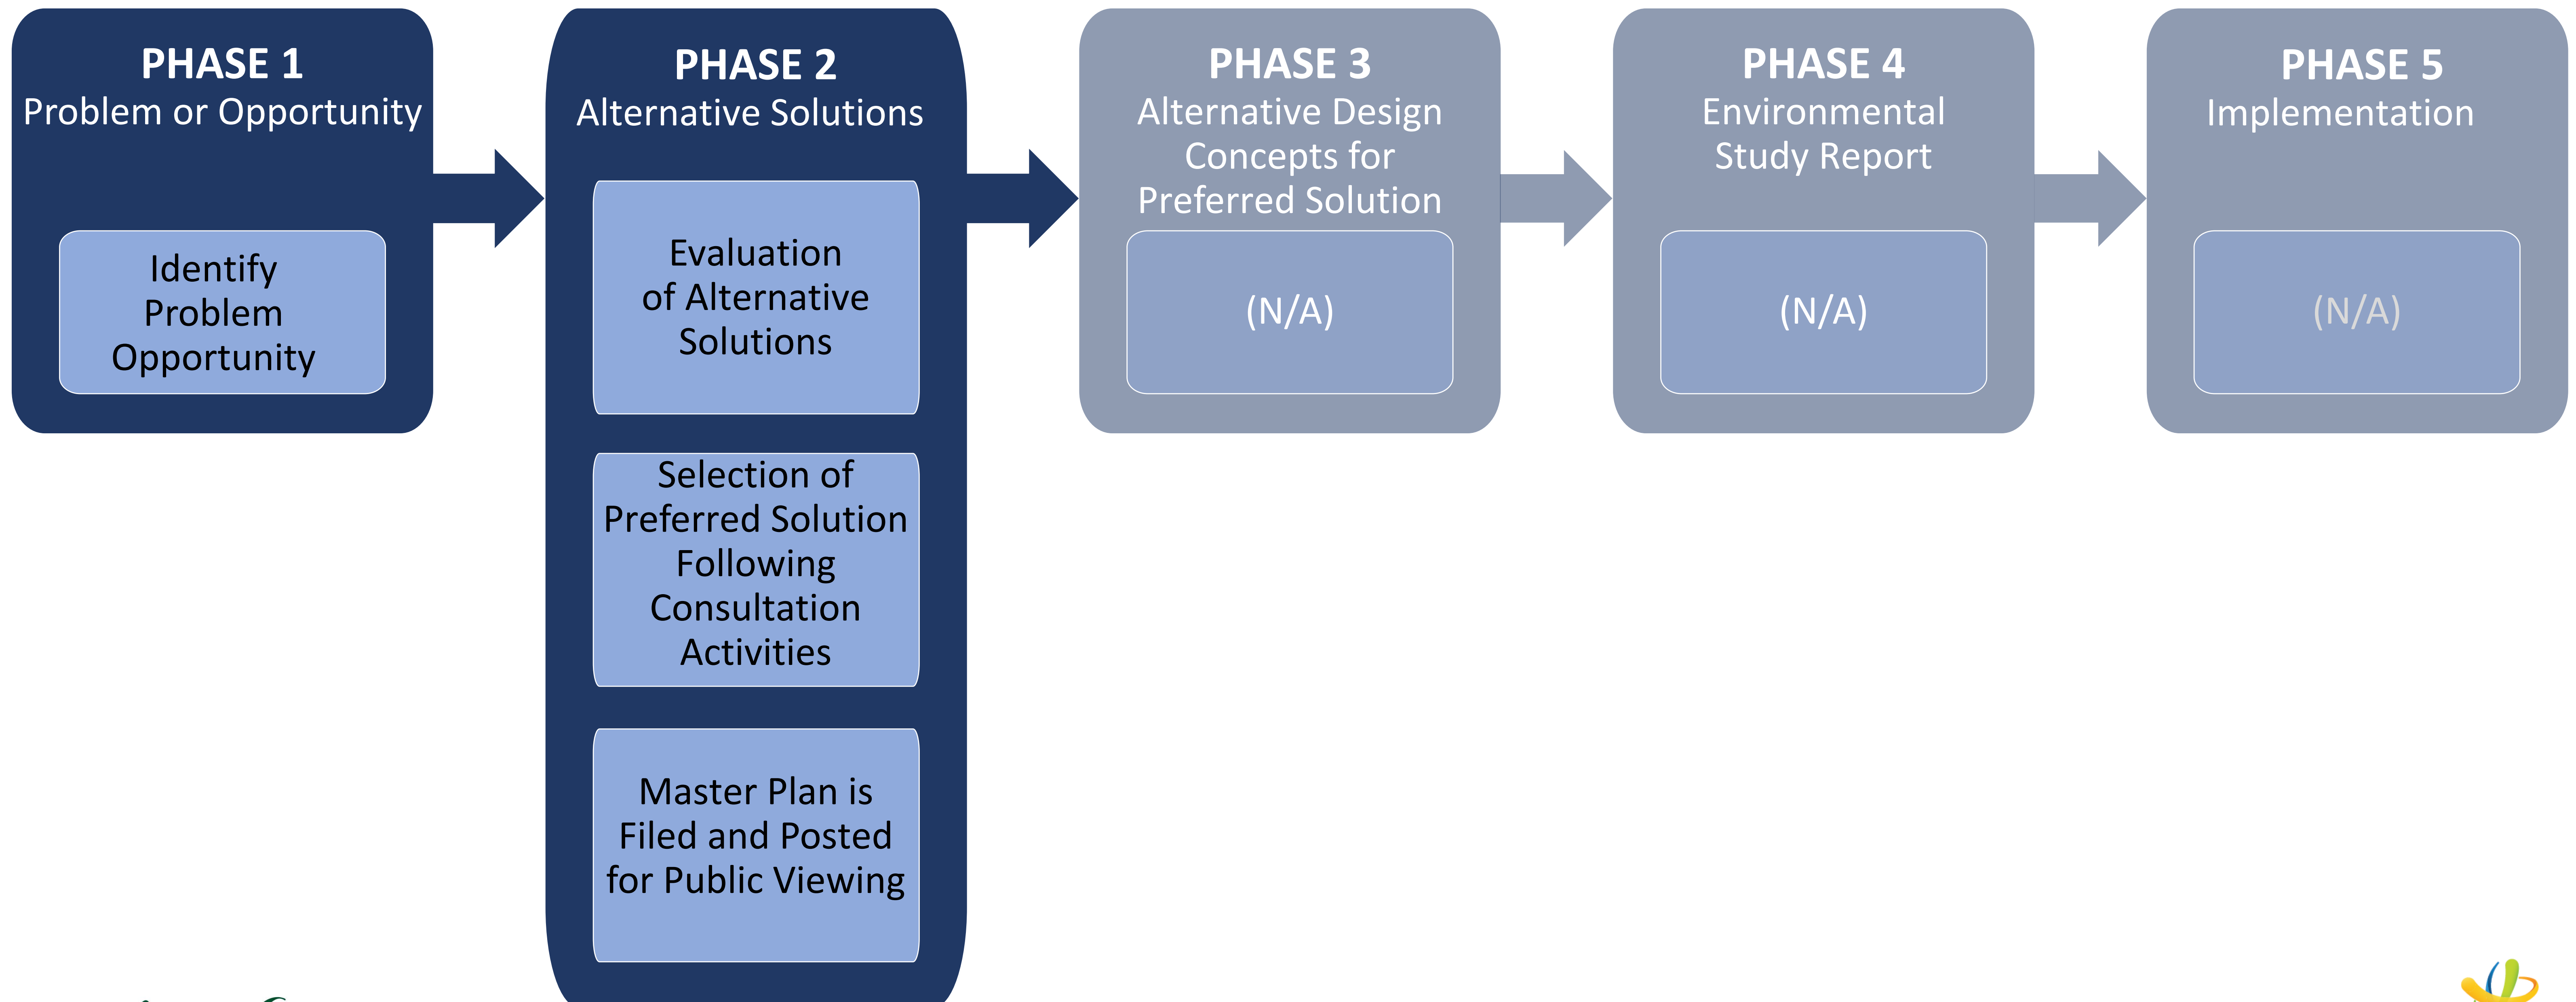 PHASE 1
Problem or Opportunity
Identify
Problem
Opportunity
PHASE 2
Alternative Solutions
Evaluation
of Alternative
Solutions
Selection of
Preferred Solution
Following
Consultation
Activities
Master Plan is
Filed and Posted
for Public Viewing
PHASE 3
Alternative Design
Concepts for
Preferred Solution
(N/A)
PHASE 4
Environmental
Study Report
(N/A)
PHASE 5
Implementation
(N/A)